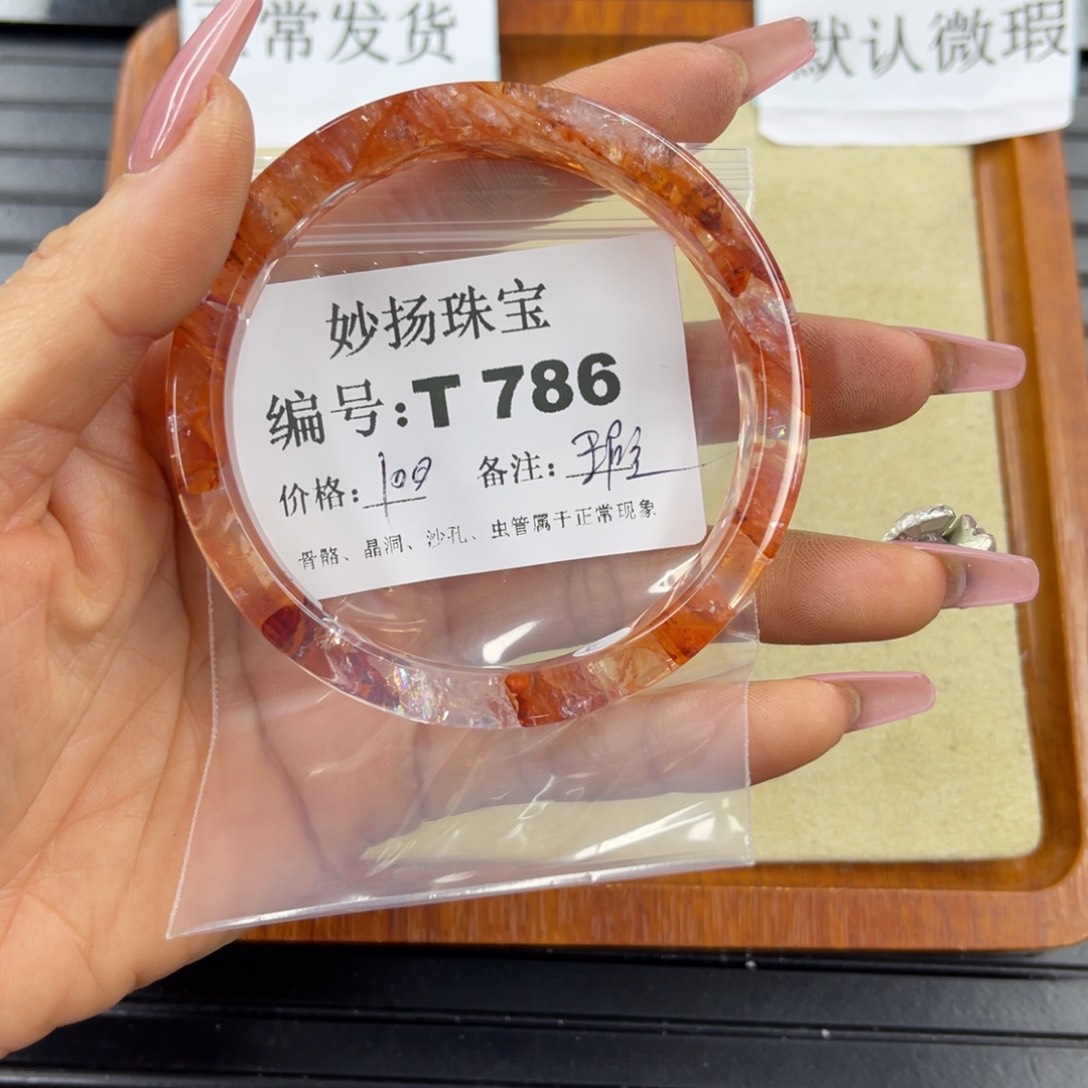 正常发货
默认微瑕
妙扬珠宝
编号:T 786
价格:109 备注:
骨骼、晶洞、沙孔、虫管属于正常现象